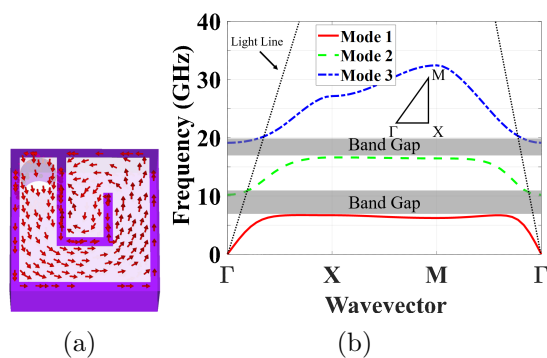 40
30
20
10
0
Frequency (GHz)
Light Line
Mode 1
Mode 2
Mode 3
M
Γ X
Band Gap
Band Gap
Γ X M Γ
Wavevector
(a) (b)